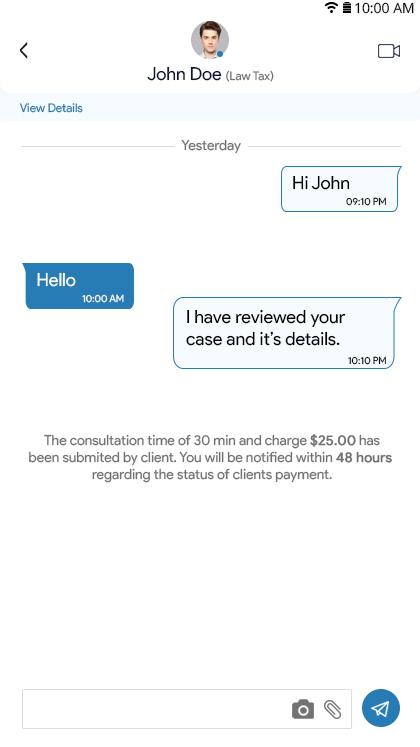 10:00 AM
John Doe (Law Tax)
View Details
Yesterday
Hi John
09:10 PM
Hello
10:00 AM
I have reviewed your
case and it's details.
10:10 PM
The consultation time of 30 min and charge $25.00 has
been submited by client. You will be notified within 48 hours
regarding the status of clients payment.